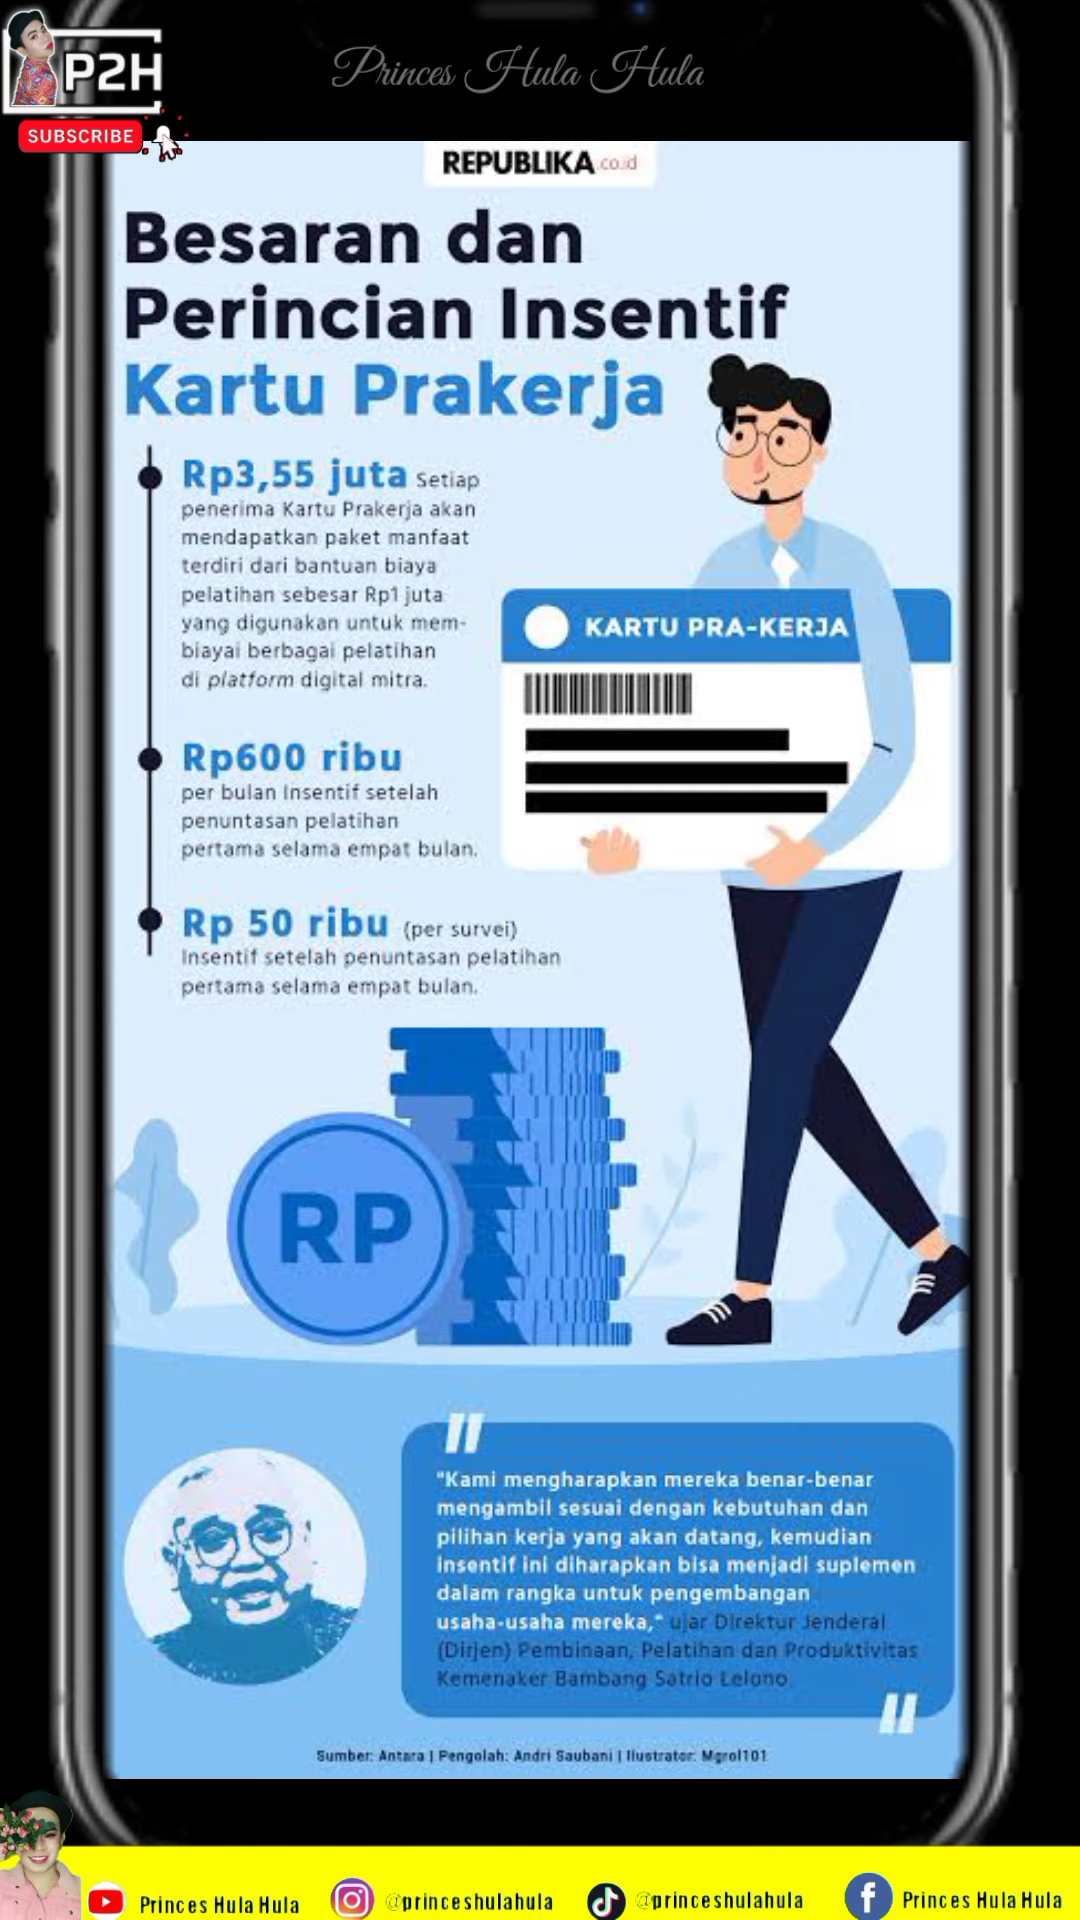 P2H
Princes Hula Hula
SUBSCRIBE
REPUBLIKA.co.id
Besaran dan
Perincian Insentif
Kartu Prakerja
Rp3,55 juta Setiap
penerima Kartu Prakerja akan
mendapatkan paket manfaat
terdiri dari bantuan biaya
pelatihan sebesar Rp1 juta
yang digunakan untuk mem-
biayai berbagai pelatihan
di platform digital mitra.
KARTU PRA-KERJA
Rp600 ribu
per bulan Insentif setelah
penuntasan pelatihan
pertama selama empat bulan.
Rp 50 ribu (per survei)
Insentif setelah penuntasan pelatihan
pertama selama empat bulan.
RP
"Kami mengharapkan mereka benar-benar
mengambil sesuai dengan kebutuhan dan
pilihan kerja yang akan datang, kemudian
insentif ini diharapkan bisa menjadi suplemen
dalam rangka untuk pengembangan
usaha-usaha mereka," ujar Direktur Jenderal
(Dirjen) Pembinaan, Pelatihan dan Produktivitas
Kemenaker Bambang Satrio Lelono
Sumber: Antara | Pengolah: Andri Saubani | Ilustrator: Mgrol101
Princes Hula Hula
@princeshulahula
@princeshulahula
Princes Hula Hula